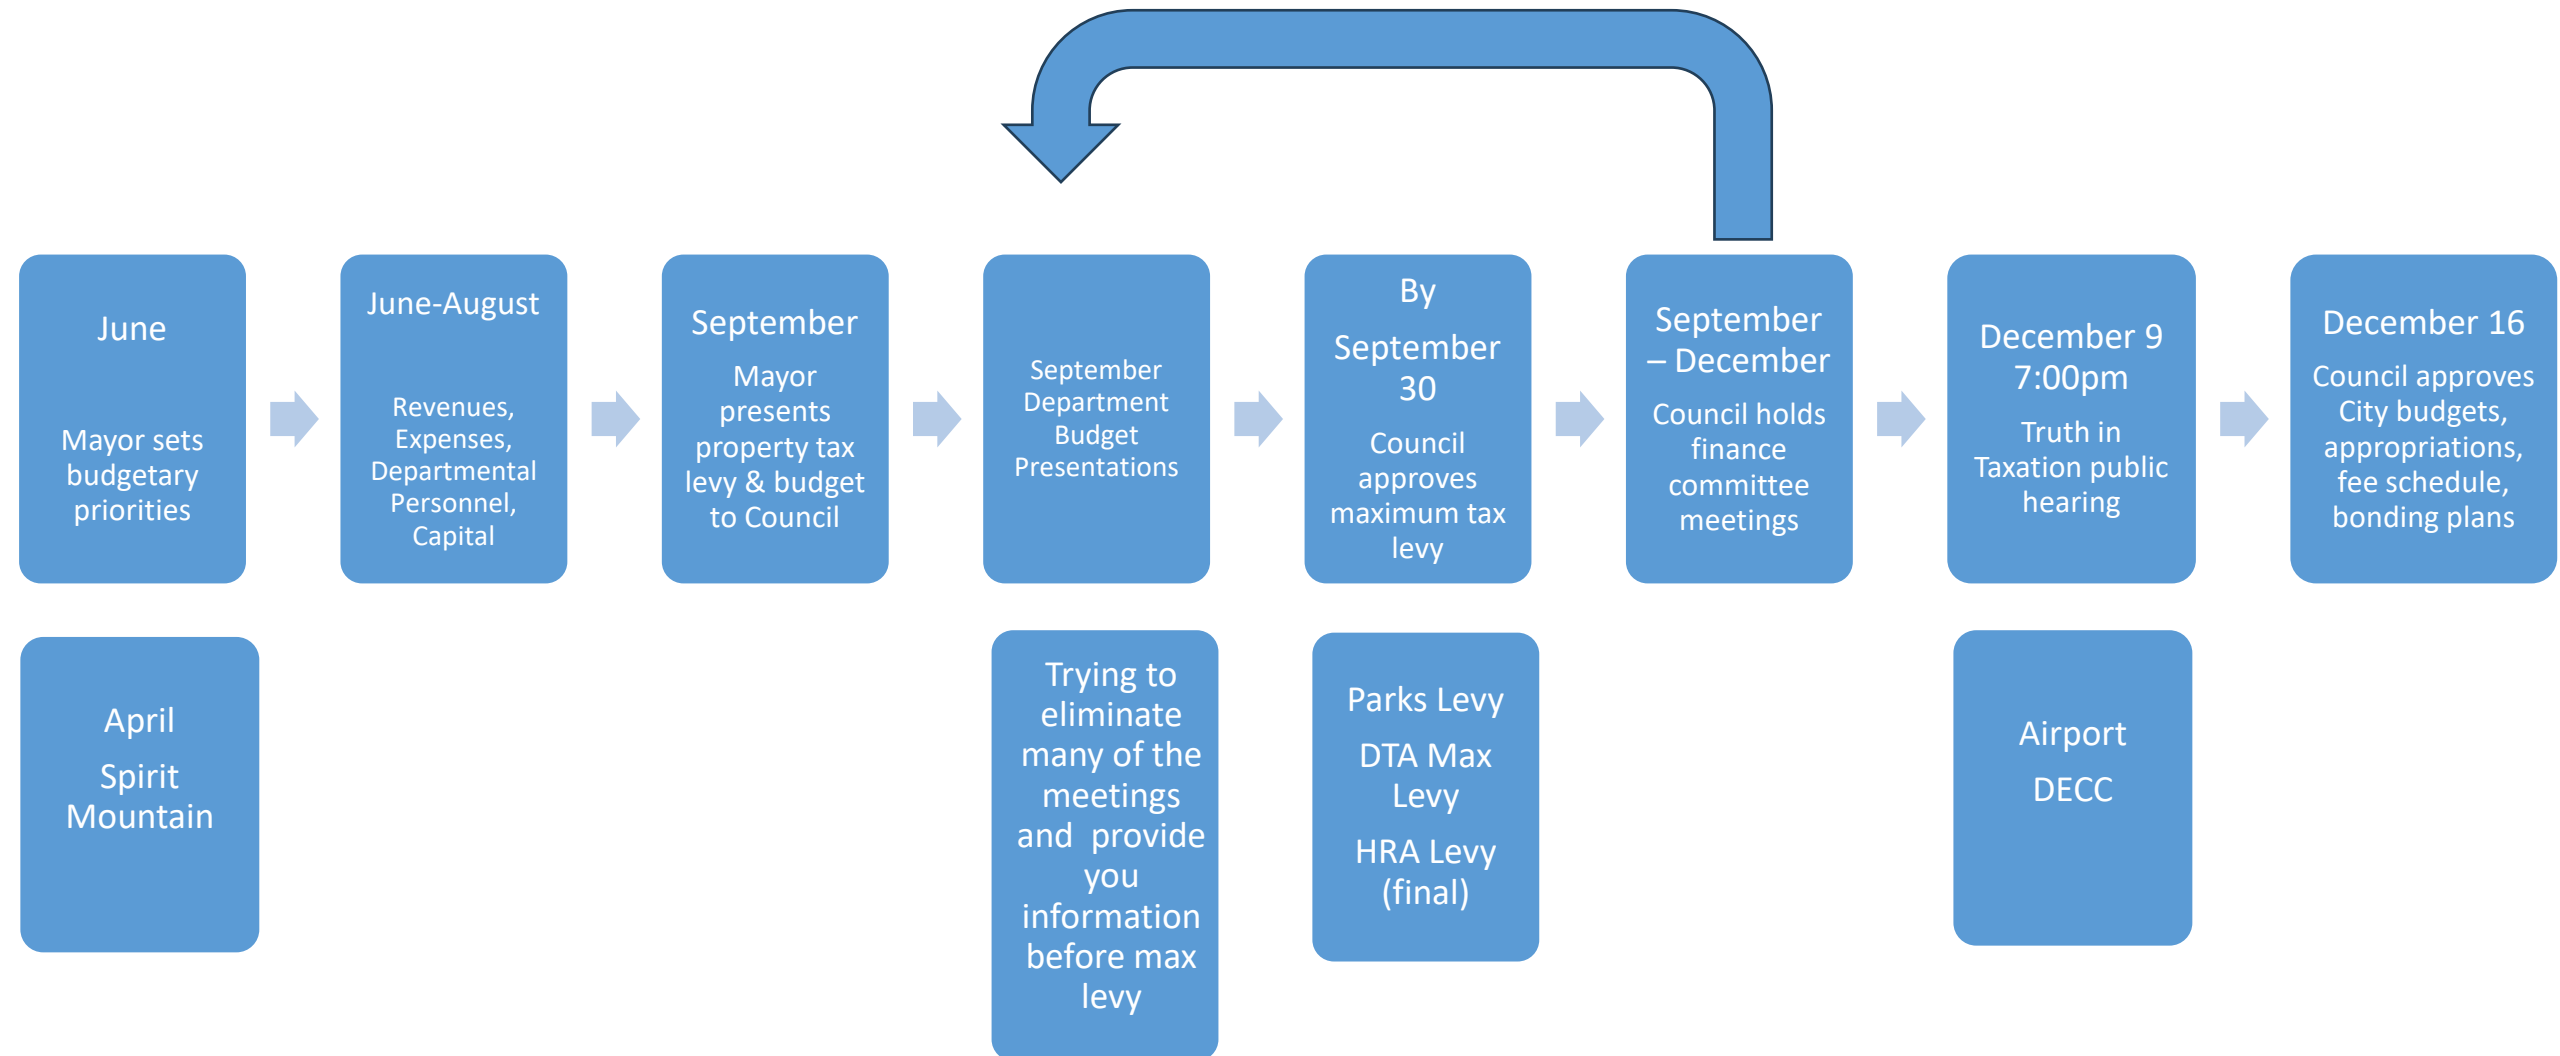 June
Mayor sets
budgetary
priorities
June-August
Revenues,
Expenses,
Departmental
Personnel,
Capital
September
Mayor
presents
property tax
levy & budget
to Council
September
Department
Budget
Presentations
By
September
30
Council
approves
maximum tax
levy
September
– December
Council holds
finance
committee
meetings
December 9
7:00pm
Truth in
Taxation public
hearing
December 16
Council approves
City budgets,
appropriations,
fee schedule,
bonding plans
April
Spirit
Mountain
Trying to
eliminate
many of the
meetings
and provide
you
information
before max
levy
Parks Levy
DTA Max
Levy
HRA Levy
(final)
Airport
DECC